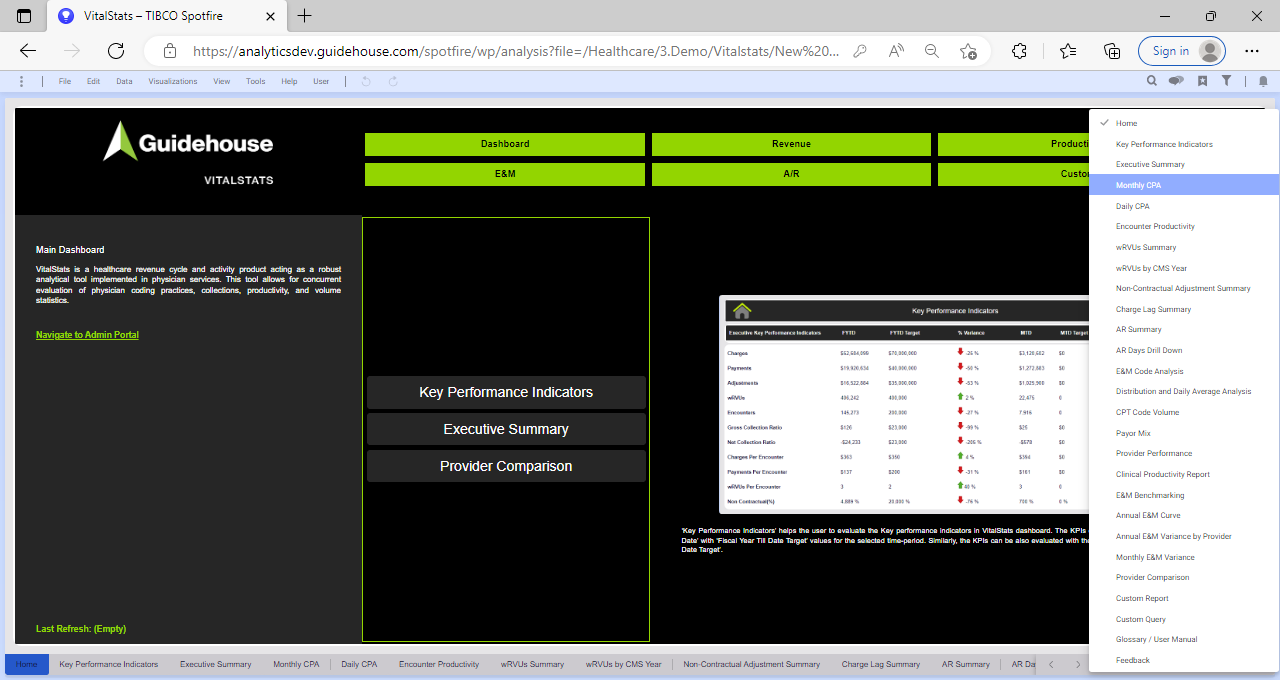 VitalStats – TIBCO Spotfire
https://analyticsdev.guidehouse.com/spotfire/wp/analysis?file=/Healthcare/3.Demo/Vitalstats/New%20...
Sign in
File Edit Data Visualizations View Tools Help User
Guidehouse
VITALSTATS
Dashboard Revenue Producti
E&M A/R Custo
Main Dashboard
VitalStats is a healthcare revenue cycle and activity product acting as a robust
analytical tool implemented in physician services. This tool allows for concurrent
evaluation of physician coding practices, collections, productivity, and volume
statistics.
Navigate to Admin Portal
Last Refresh: (Empty)
Key Performance Indicators
Executive Summary
Provider Comparison
Key Performance Indicators
Executive Key Performance Indicators FYTD FYTD Target % Variance MTD MTD Target
Charges $52,684,098 $70,000,000 -25 % $3,120,602 $0
Payments $19,920,634 $40,000,000 -50 % $1,272,683 $0
Adjustments $16,522,804 $35,000,000 -53 % $1,025,900 $0
wRVUs 406,242 400,000 2 % 22,475 0
Encounters 145,273 200,000 -27 % 7,916 0
Gross Collection Ratio $126 $23,000 -99 % $25 $0
Net Collection Ratio -$24,233 $23,000 -205 % -$570 $0
Charges Per Encounter $363 $350 4 % $394 $0
Payments Per Encounter $137 $200 -31 % $161 $0
wRVUs Per Encounter 3 2 40 % 3 0
Non Contractual(%) 4,889 % 20,000 % -76 % 700 % 0 %
'Key Performance Indicators' helps the user to evaluate the Key performance indicators in VitalStats dashboard. The KPIs
Date' with 'Fiscal Year Till Date Target' values for the selected time-period. Similarly, the KPIs can be also evaluated with the
Date Target'.
Home
Key Performance Indicators
Executive Summary
Monthly CPA
Daily CPA
Encounter Productivity
wRVUs Summary
wRVUs by CMS Year
Non-Contractual Adjustment Summary
Charge Lag Summary
AR Summary
AR Days Drill Down
E&M Code Analysis
Distribution and Daily Average Analysis
CPT Code Volume
Payor Mix
Provider Performance
Clinical Productivity Report
E&M Benchmarking
Annual E&M Curve
Annual E&M Variance by Provider
Monthly E&M Variance
Provider Comparison
Custom Report
Custom Query
Glossary / User Manual
Feedback
Home Key Performance Indicators Executive Summary Monthly CPA Daily CPA Encounter Productivity wRVUs Summary wRVUs by CMS Year Non-Contractual Adjustment Summary Charge Lag Summary AR Summary AR Da